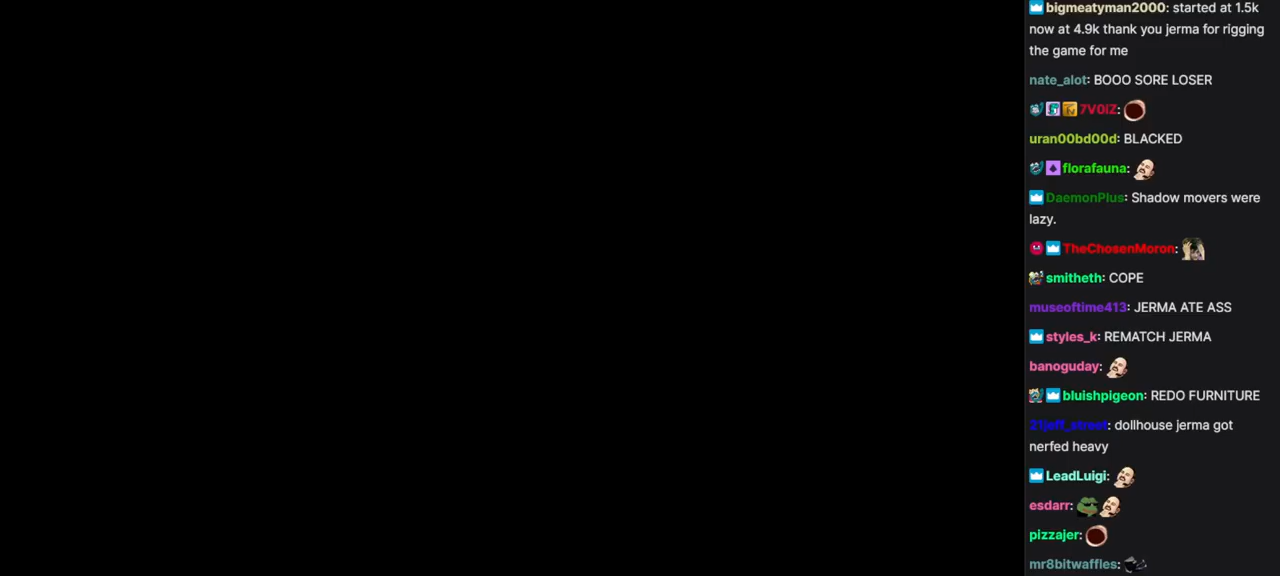 bigmeatyman2000: started at 1.5k
now at 4.9k thank you jerma for rigging
the game for me
nate_alot: BOOO SORE LOSER
7V0IZ:
uran00bd00d: BLACKED
florafauna:
DaemonPlus: Shadow movers were
lazy.
TheChosenMoron:
smitheth: COPE
museoftime413: JERMA ATE ASS
styles_k: REMATCH JERMA
banoguday:
bluishpigeon: REDO FURNITURE
21jeff_street: dollhouse jerma got
nerfed heavy
LeadLuigi:
esdarr:
pizzajer:
mr8bitwaffles: